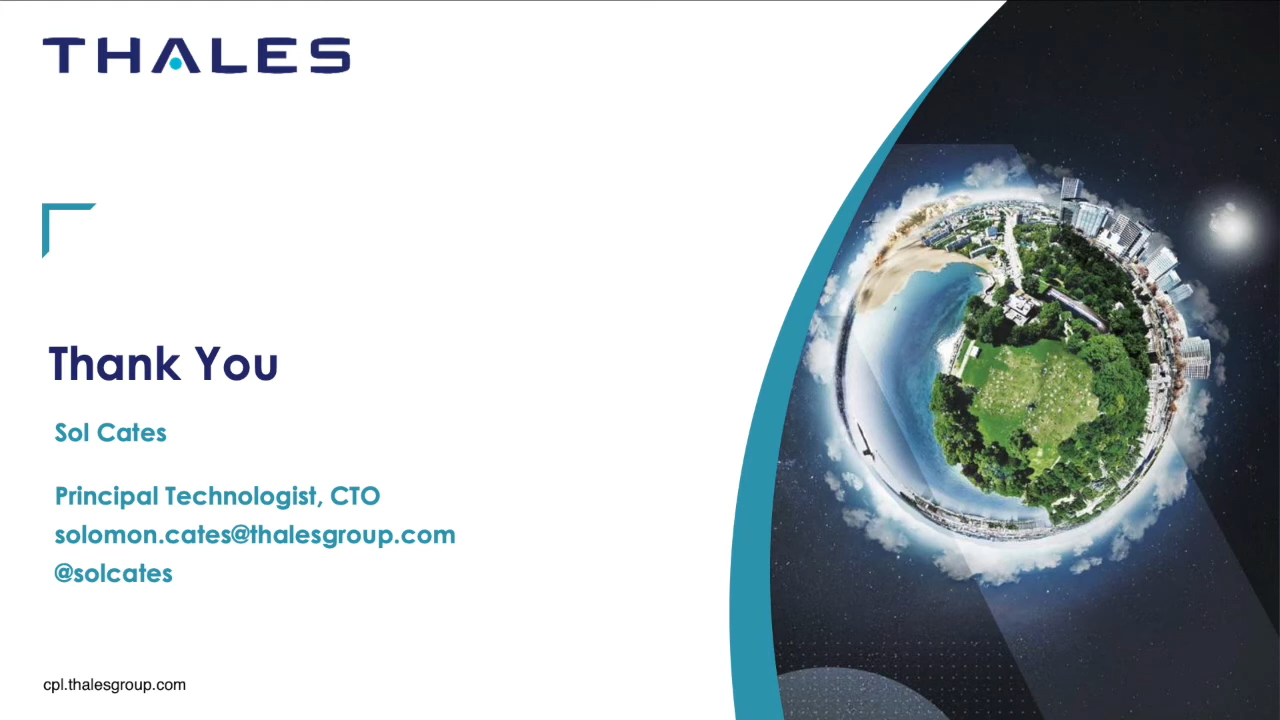 THALES
Thank You
Sol Cates
Principal Technologist, CTO
solomon.cates@thalesgroup.com
@solcates
cpl.thalesgroup.com